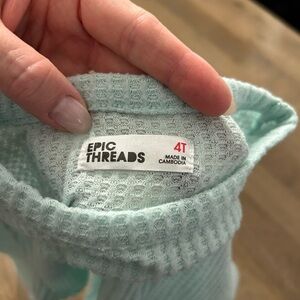 EPIC
THREADS
4T
MADE IN
CAMBODIA